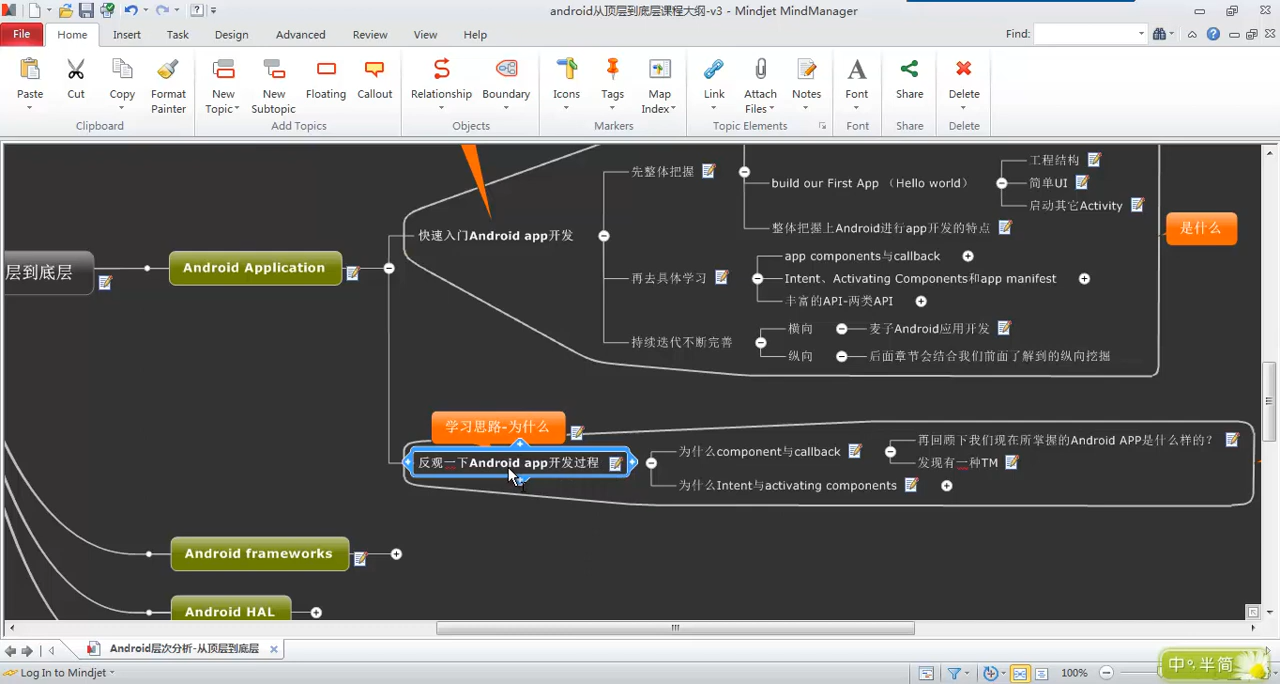 android从顶层到底层课程大纲-v3 - Mindjet MindManager
File Home Insert Task Design Advanced Review View Help Find:
Paste Cut Copy Format Painter New Topic New Subtopic Floating Callout Relationship Boundary Icons Tags Map Index Link Attach Files Notes Font Share Delete
Clipboard Add Topics Objects Markers Topic Elements Font Share Delete
工程结构
先整体把握
build our First App （Hello world）
简单UI
启动其它Activity
整体把握上Android进行app开发的特点
是什么
快速入门Android app开发
app components与callback
层到底层
Android Application
再去具体学习
Intent、Activating Components和app manifest
丰富的API-两类API
横向
麦子Android应用开发
持续迭代不断完善
纵向
后面章节会结合我们前面了解到的纵向挖掘
学习思路-为什么
反观一下Android app开发过程
为什么component与callback
再回顾下我们现在所掌握的Android APP是什么样的？
发现有一种TM
为什么Intent与activating components
Android frameworks
Android HAL
Android层次分析-从顶层到底层
Log In to Mindjet
100%
中 半 简